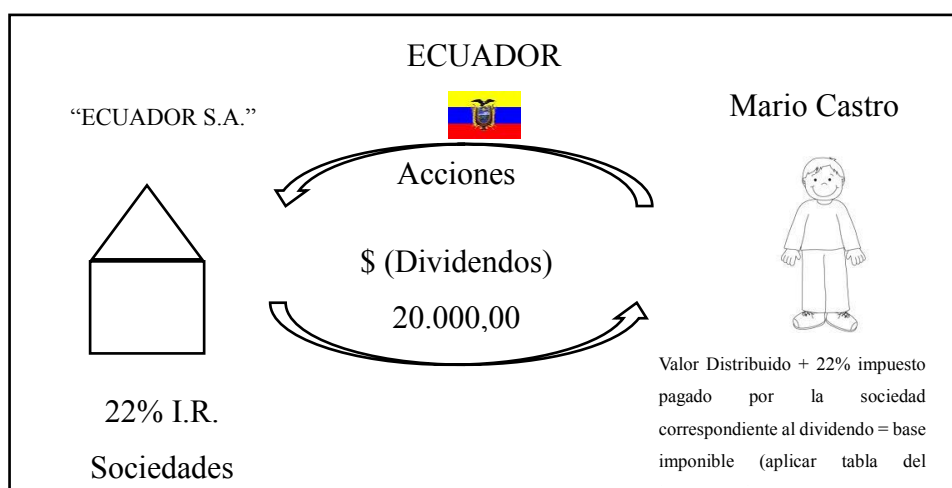 ECUADOR
“ECUADOR S.A.”
Mario Castro
Acciones
$ (Dividendos)
20.000,00
22% I.R.
Sociedades
Valor Distribuido + 22% impuesto
pagado por la sociedad
correspondiente al dividendo = base
imponible (aplicar tabla del